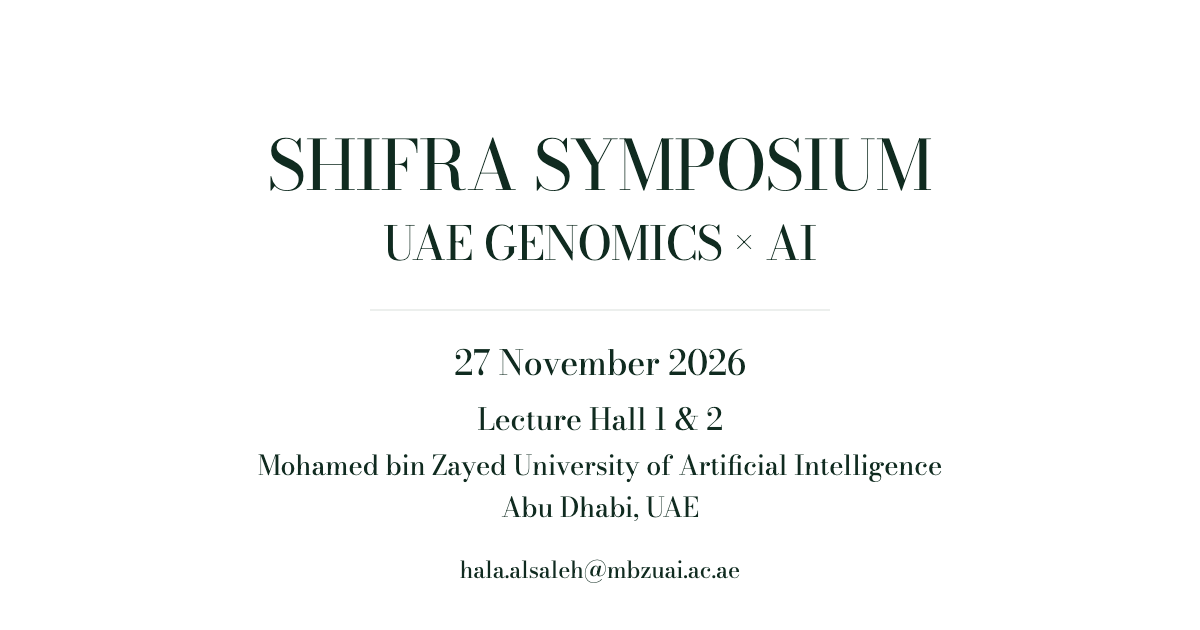 SHIFRA SYMPOSIUM
UAE GENOMICS × AI
27 November 2026
Lecture Hall 1 & 2
Mohamed bin Zayed University of Artificial Intelligence
Abu Dhabi, UAE
hala.alsaleh@mbzuai.ac.ae